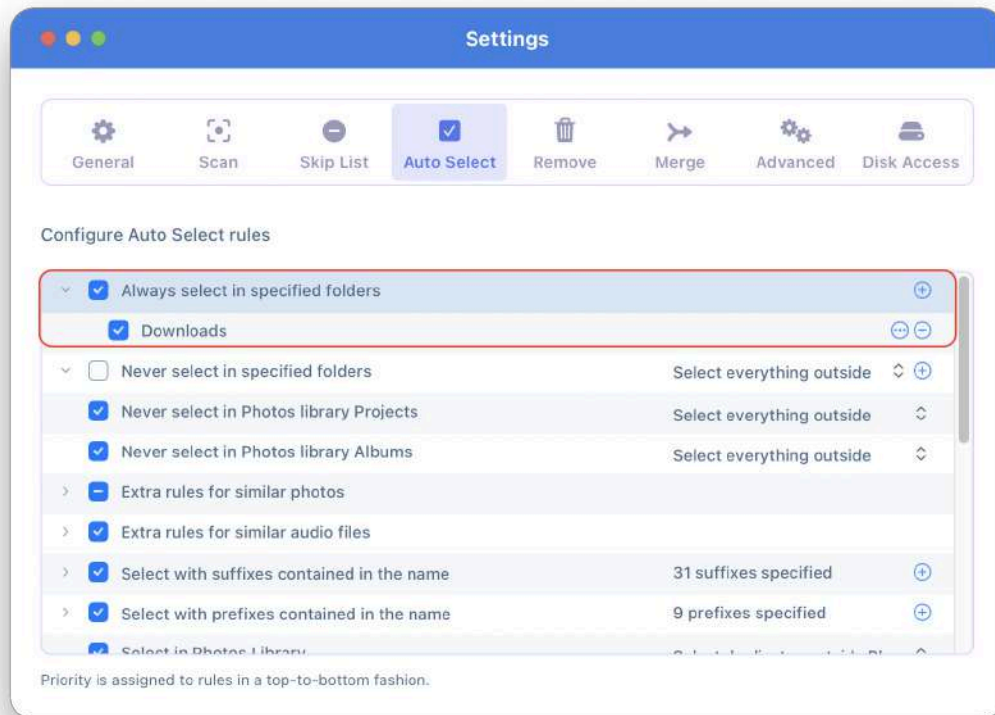 Settings
General Scan Skip List Auto Select Remove Merge Advanced Disk Access
Configure Auto Select rules
Always select in specified folders
Downloads
Never select in specified folders Select everything outside
Never select in Photos library Projects Select everything outside
Never select in Photos library Albums Select everything outside
Extra rules for similar photos
Extra rules for similar audio files
Select with suffixes contained in the name 31 suffixes specified
Select with prefixes contained in the name 9 prefixes specified
Select in Photos Library
Priority is assigned to rules in a top-to-bottom fashion.